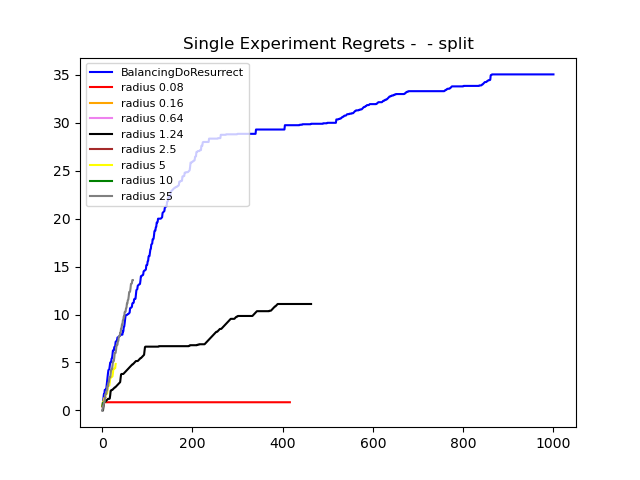 Single Experiment Regrets -  - split
35
30
25
20
15
10
5
0
BalancingDoResurrect
radius 0.08
radius 0.16
radius 0.64
radius 1.24
radius 2.5
radius 5
radius 10
radius 25
0 200 400 600 800 1000